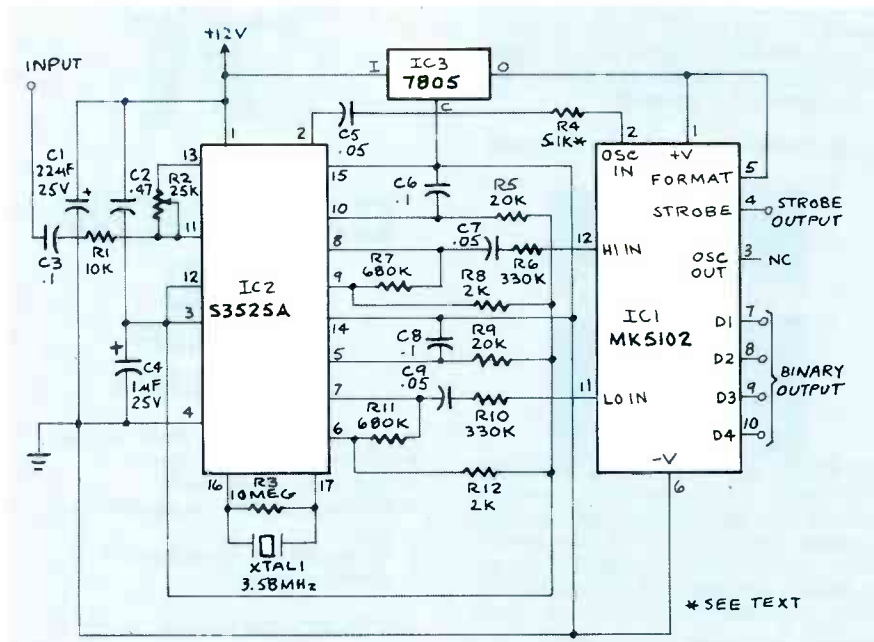 +12V
INPUT
I
IC3
7805
O
C
C1
22µF
25V
+
C2
.47
13
R2
25K
1
2
C5
.05
R4
5.1K*
2
1
OSC
IN
+V
FORMAT
5
15
C6
.1
R5
20K
STROBE
4
STROBE
OUTPUT
10
C7
.05
11
8
R7
680K
R6
330K
12
HI IN
OSC
OUT
3
NC
C3
.1
R1
10K
12
IC2
S3525A
9
R8
2K
3
14
IC1
MK5102
D1
7
C8
.1
R9
20K
D2
8
BINARY
OUTPUT
+
C4
1µF
25V
5
C9
.05
D3
9
7
11
LO IN
R10
330K
D4
10
4
R11
680K
6
-V
6
R12
2K
16
R3
10MEG
17
XTAL1
3.58MHz
*SEE TEXT